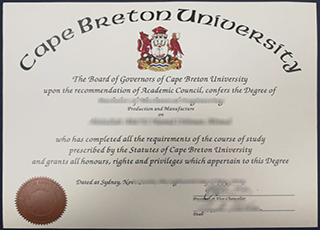 Cape Breton University
The Board of Governors of Cape Breton University
upon the recommendation of Academic Council, confers the Degree of
Production and Manufacture
on
who has completed all the requirements of the course of study
prescribed by the Statutes of Cape Breton University
and grants all honours, rights and privileges which appertain to this Degree
Dated at Sydney,